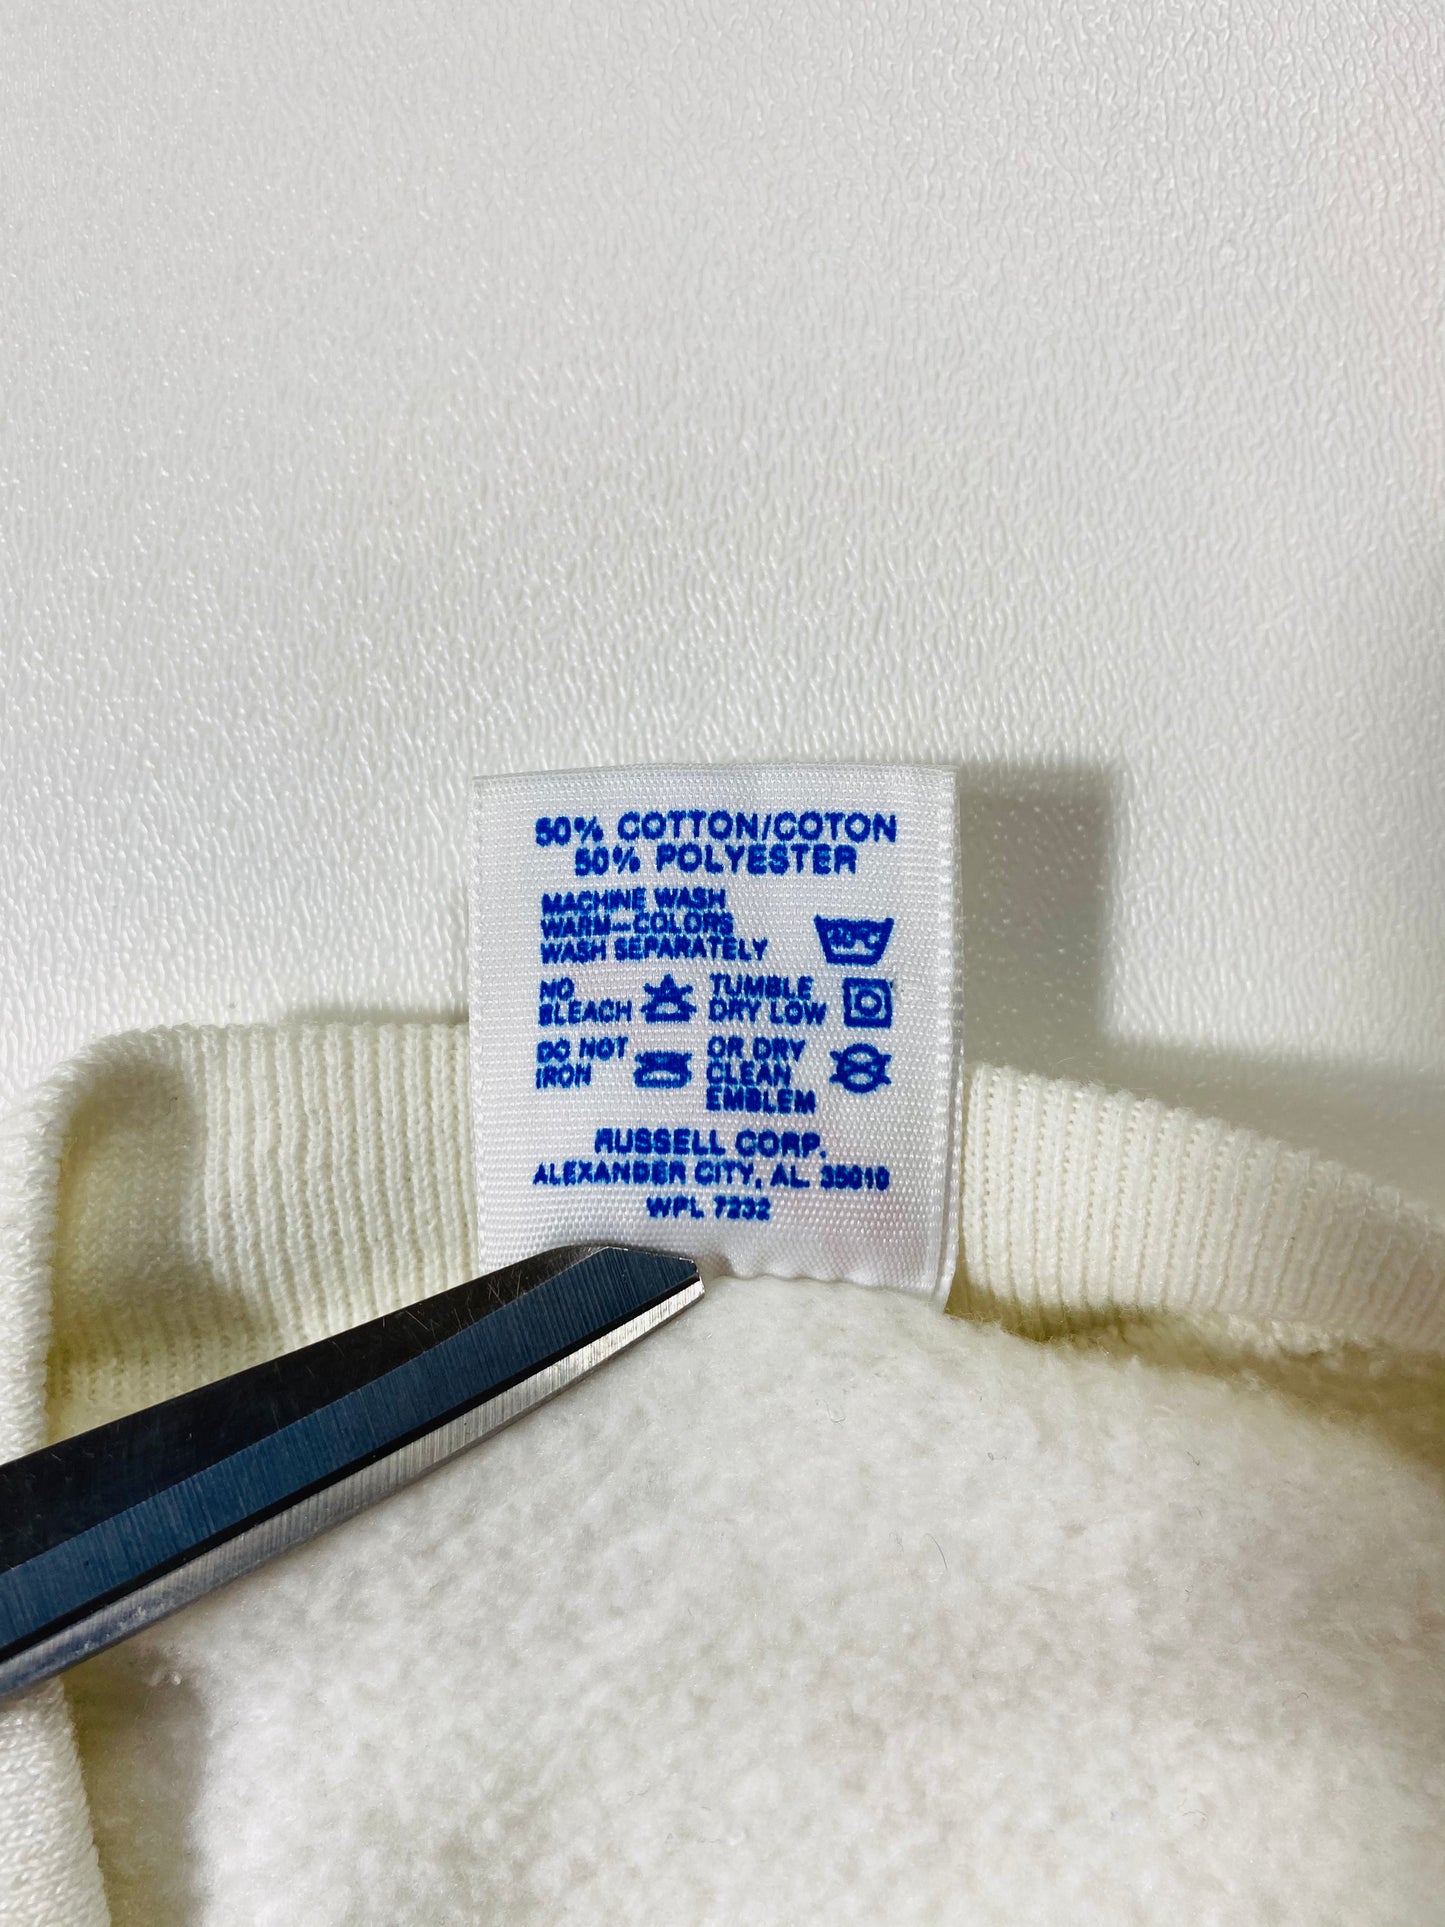 50% COTTON/COTON
50% POLYESTER
MACHINE WASH
WARM—COLORS
WASH SEPARATELY
NO
BLEACH
TUMBLE
DRY LOW
DO NOT
IRON
OR DRY
CLEAN
EMBLEM
RUSSELL CORP.
ALEXANDER CITY, AL. 35010
WPL 7232